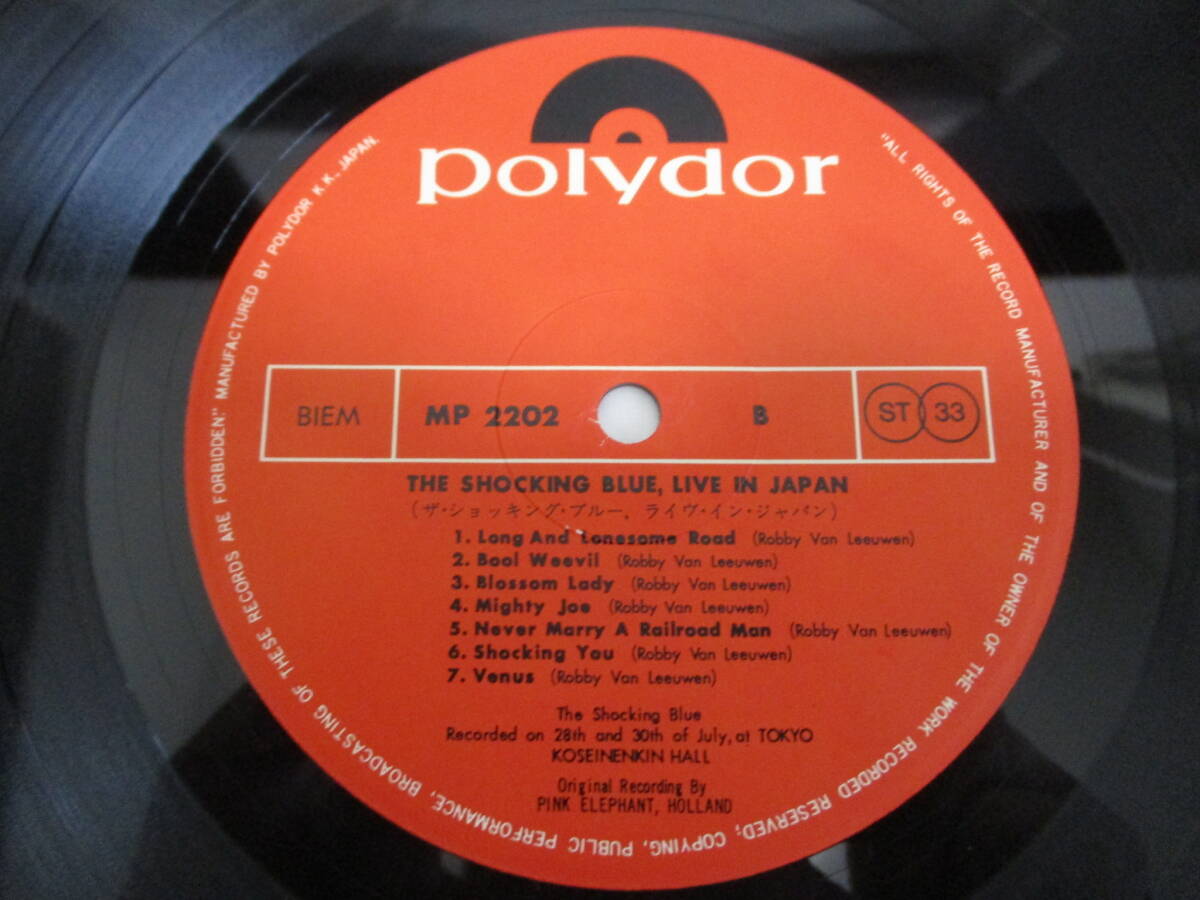 polydor
BIEM MP 2202 B ST 33
THE SHOCKING BLUE, LIVE IN JAPAN
(ザ・ショッキング・ブルー、ライヴ・イン・ジャパン)
1. Long And Lonesome Road (Robby Van Leeuwen)
2. Bool Weevil (Robby Van Leeuwen)
3. Blossom Lady (Robby Van Leeuwen)
4. Mighty Joe (Robby Van Leeuwen)
5. Never Marry A Railroad Man (Robby Van Leeuwen)
6. Shocking You (Robby Van Leeuwen)
7. Venus (Robby Van Leeuwen)
The Shocking Blue
Recorded on 28th and 30th of July, at TOKYO
KOSEINENKIN HALL
Original Recording By
PINK ELEPHANT, HOLLAND
"ALL RIGHTS OF THE RECORD MANUFACTURER AND OF THE OWNER OF THE WORK RECORDED RESERVED; COPYING, PUBLIC PERFORMANCE, BROADCASTING OF THESE RECORDS ARE FORBIDDEN." MANUFACTURED BY POLYDOR K.K., JAPAN.